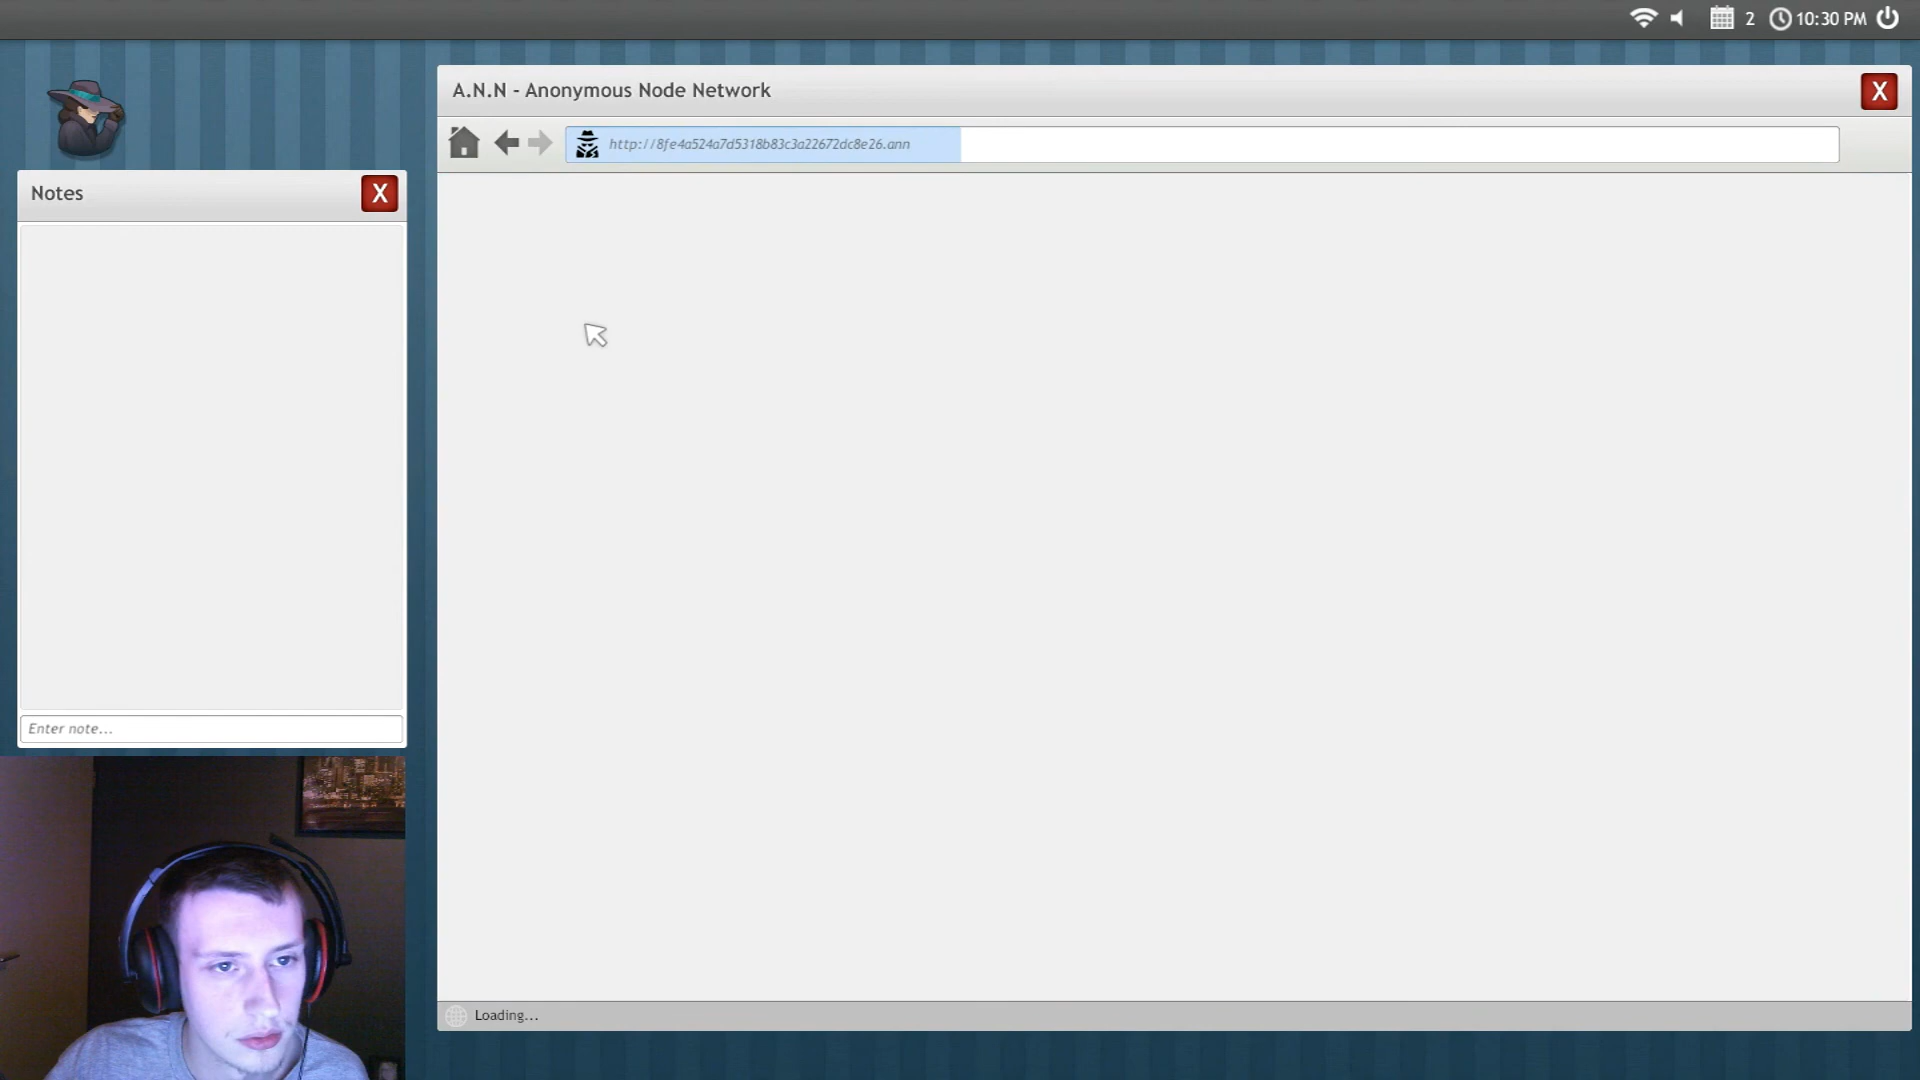 2
10:30 PM
A.N.N - Anonymous Node Network
X
http://8fe4a524a7d5318b83c3a22672dc8e26.ann
Notes
X
Enter note...
Loading...